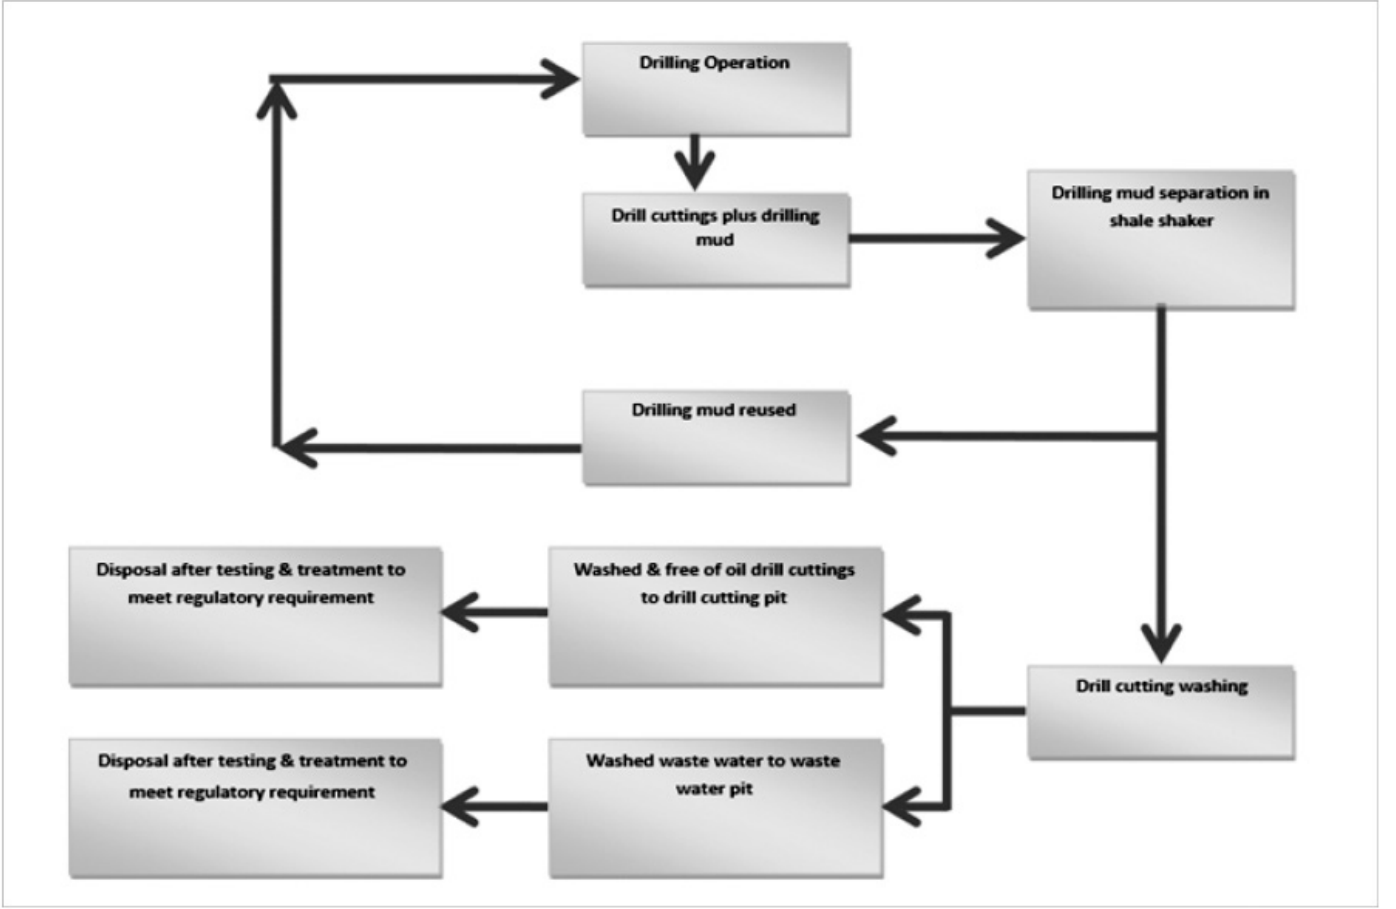 Drilling Operation
Drill cuttings plus drilling
mud
Drilling mud separation in
shale shaker
Drilling mud reused
Disposal after testing & treatment to
meet regulatory requirement
Washed & free of oil drill cuttings
to drill cutting pit
Drill cutting washing
Disposal after testing & treatment to
meet regulatory requirement
Washed waste water to waste
water pit